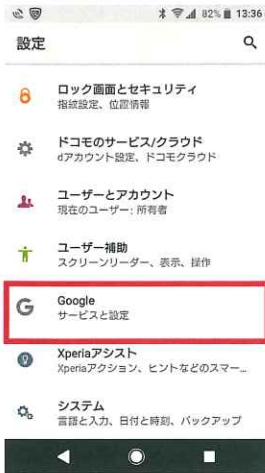 82% 13:36
設定
ロック画面とセキュリティ
指紋設定、位置情報
ドコモのサービス/クラウド
dアカウント設定、ドコモクラウド
ユーザーとアカウント
現在のユーザー: 所有者
ユーザー補助
スクリーンリーダー、表示、操作
Google
サービスと設定
Xperiaアシスト
Xperiaアクション、ヒントなどのスマー...
システム
言語と入力、日付と時刻、バックアップ